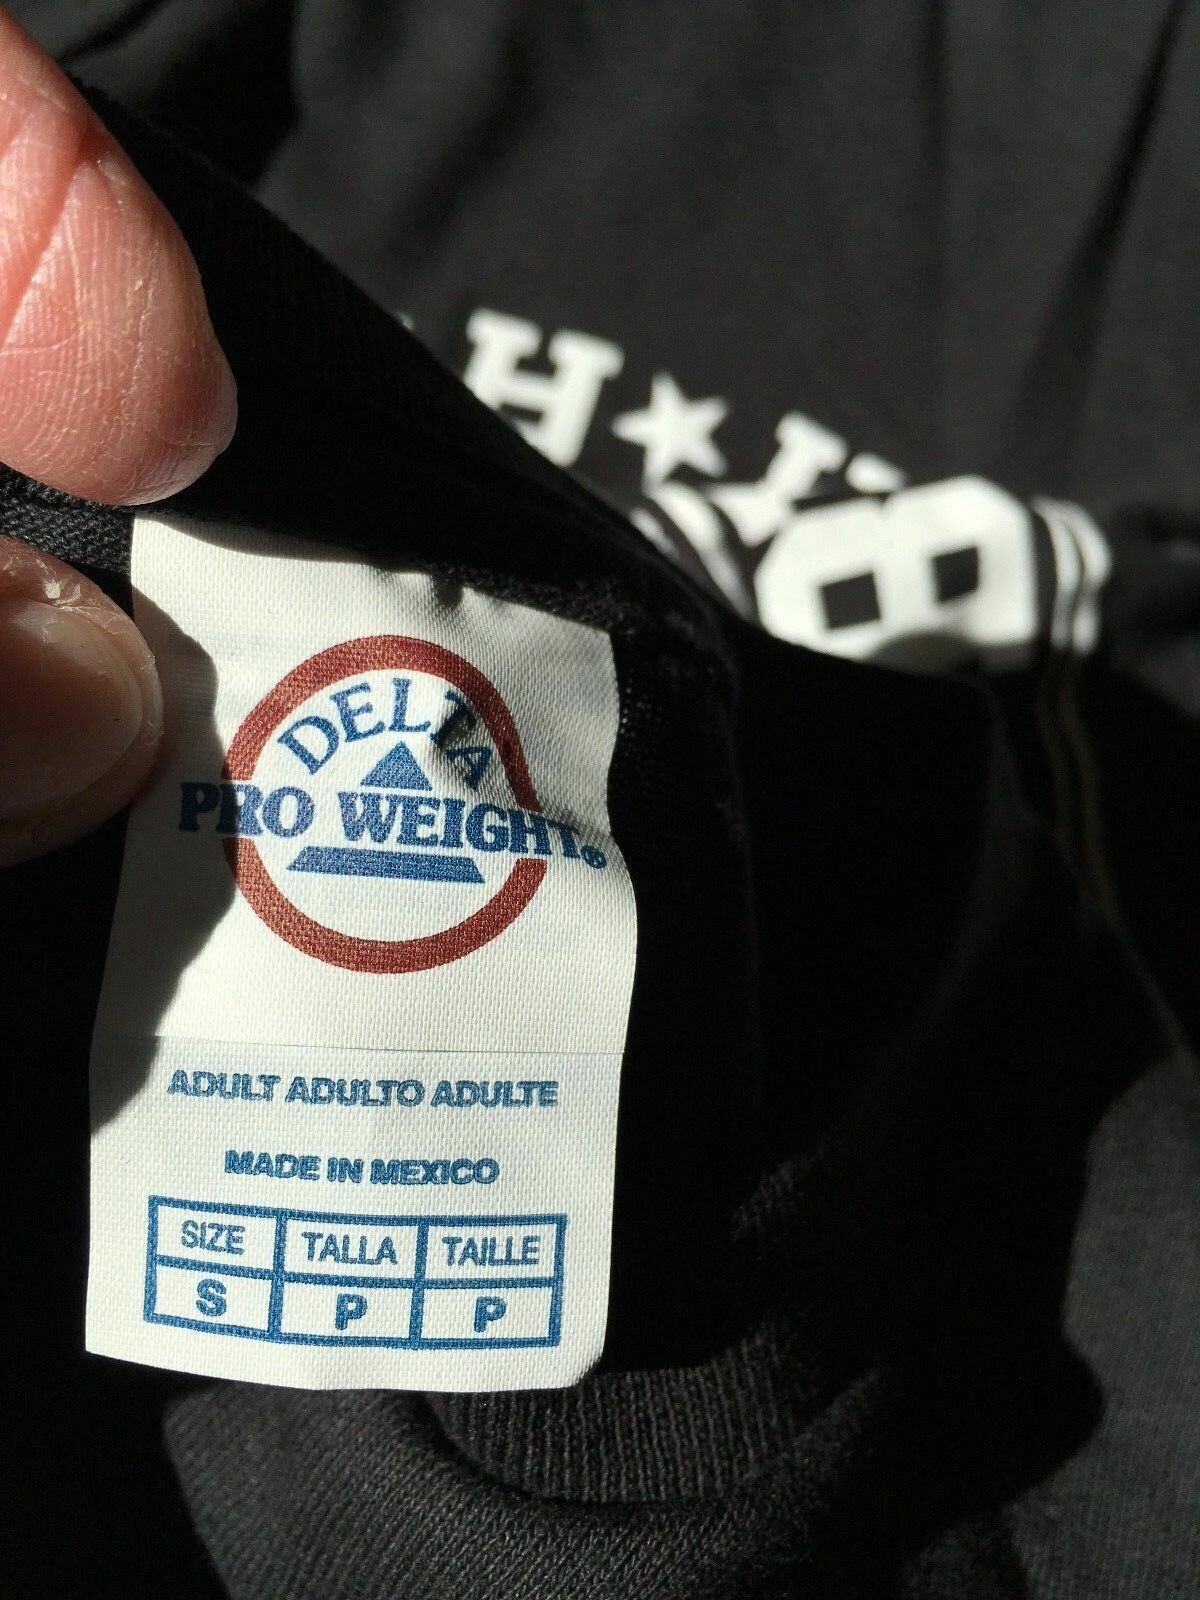 H★I
DELTA
PRO WEIGHT®
ADULT ADULTO ADULTE
MADE IN MEXICO
SIZE TALLA TAILLE
S P P